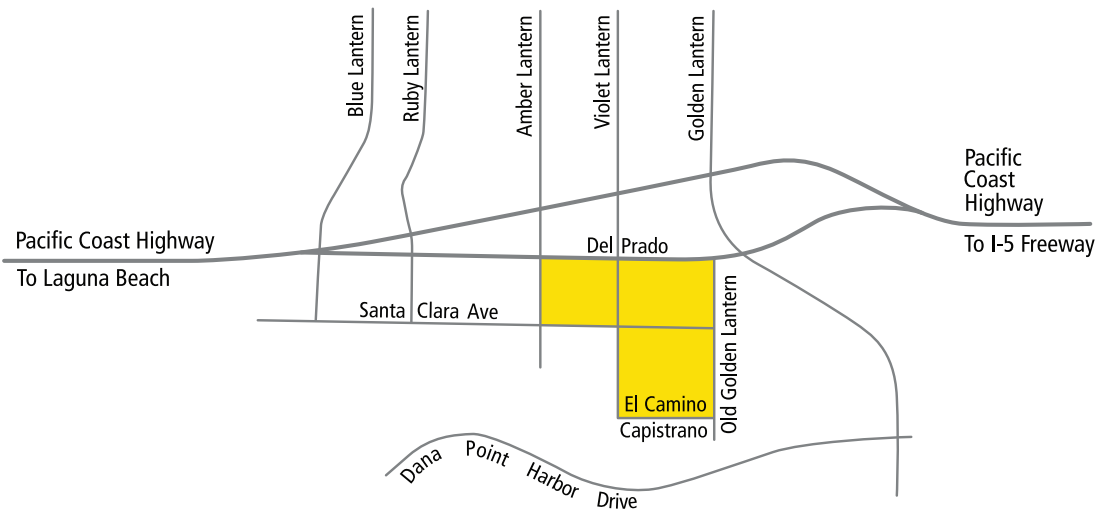 Blue Lantern
Ruby Lantern
Amber Lantern
Violet Lantern
Golden Lantern
Pacific
Coast
Highway
To I-5 Freeway
Pacific Coast Highway
To Laguna Beach
Del Prado
Santa Clara Ave
Old Golden Lantern
El Camino
Capistrano
Dana Point Harbor Drive